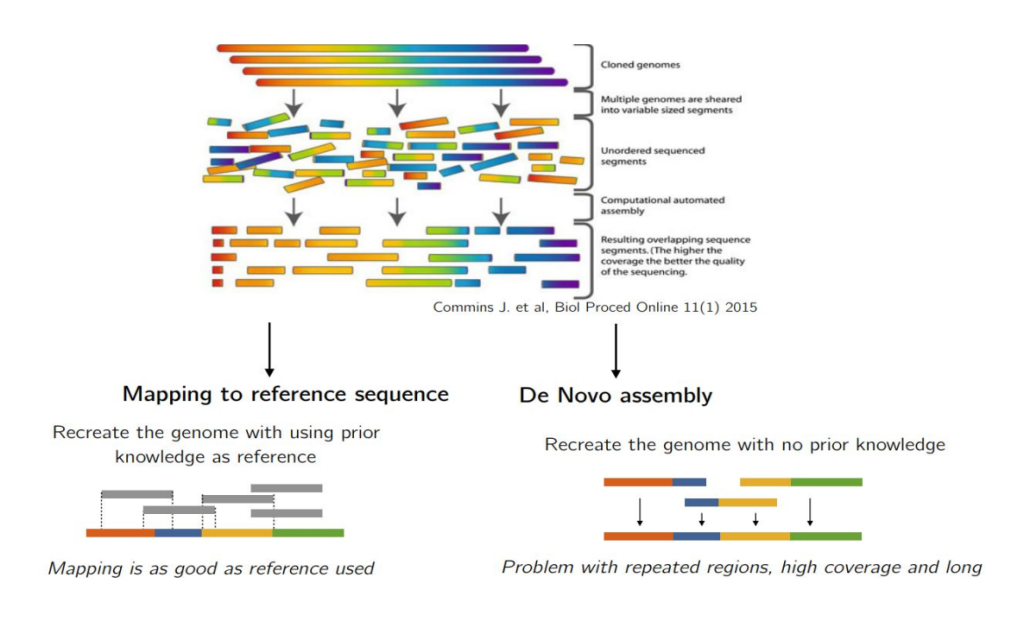 Cloned genomes
Multiple genomes are sheared
into variable sized segments
Unordered sequenced
segments
Computational automated
assembly
Resulting overlapping sequence
segments. (The higher the
coverage the better the quality
of the sequencing.
Commins J. et al, Biol Proced Online 11(1) 2015
Mapping to reference sequence
Recreate the genome with using prior
knowledge as reference
Mapping is as good as reference used
De Novo assembly
Recreate the genome with no prior knowledge
Problem with repeated regions, high coverage and long